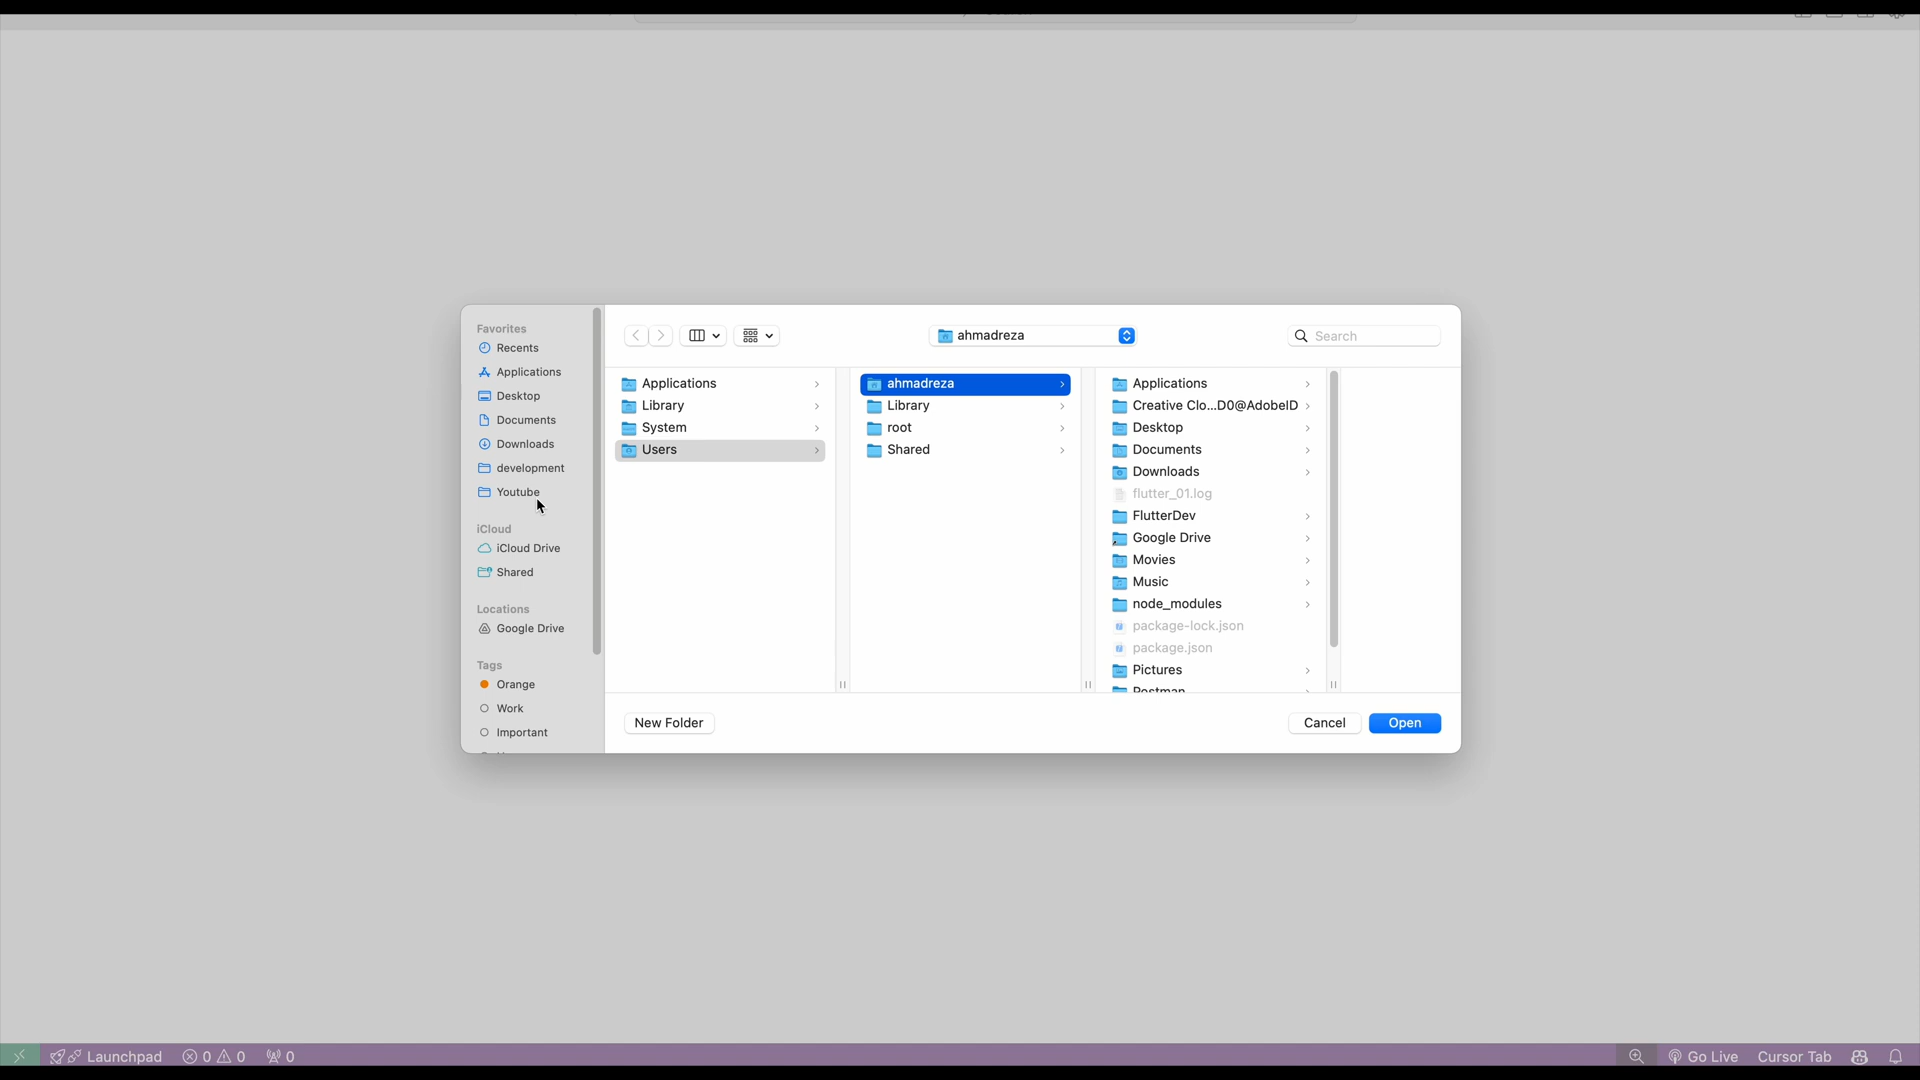 Favorites
Recents
Applications
Desktop
Documents
Downloads
development
Youtube
iCloud
iCloud Drive
Shared
Locations
Google Drive
Tags
Orange
Work
Important
ahmadreza
Search
Applications
Library
System
Users
ahmadreza
Library
root
Shared
Applications
Creative Clo...D0@AdobeID
Desktop
Documents
Downloads
flutter_01.log
FlutterDev
Google Drive
Movies
Music
node_modules
package-lock.json
package.json
Pictures
Postman
New Folder
Cancel
Open
Launchpad
0
0
0
Go Live
Cursor Tab